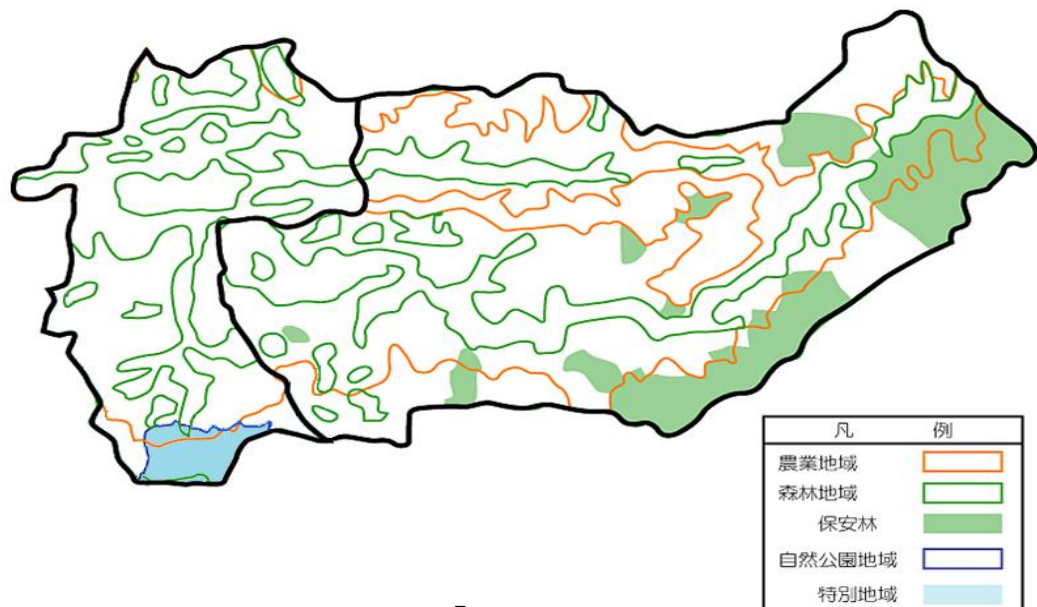 凡 例
農業地域
森林地域
保安林
自然公園地域
特別地域